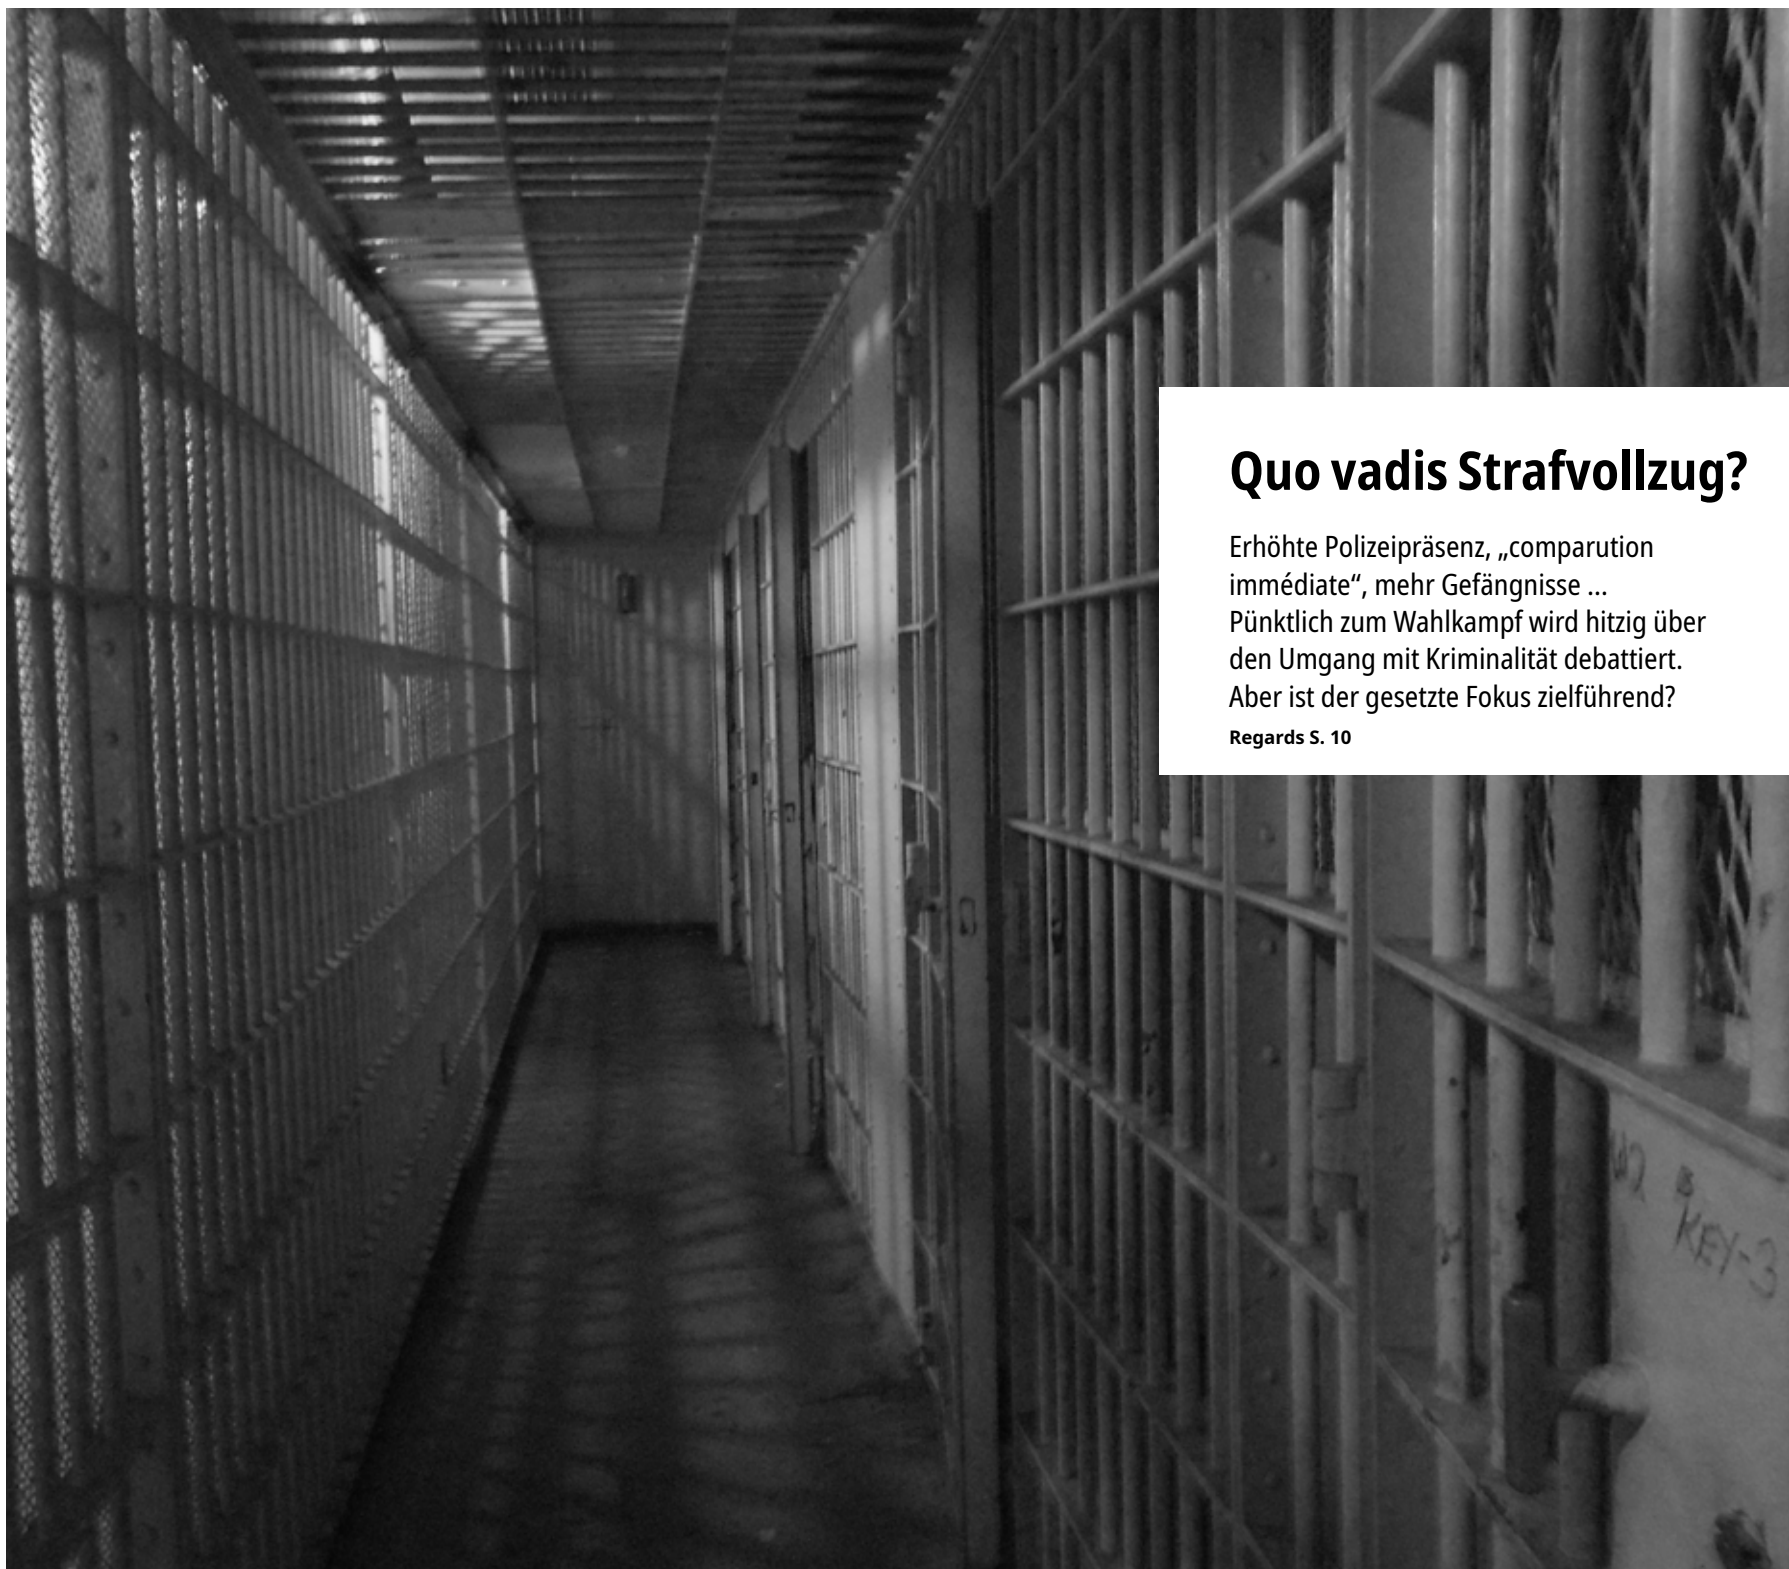 Quo vadis Strafvollzug?
Erhöhte Polizeipräsenz, „comparution
immédiate“, mehr Gefängnisse ...
Pünktlich zum Wahlkampf wird hitzig über
den Umgang mit Kriminalität debattiert.
Aber ist der gesetzte Fokus zielführend?
Regards S. 10
KEY-3